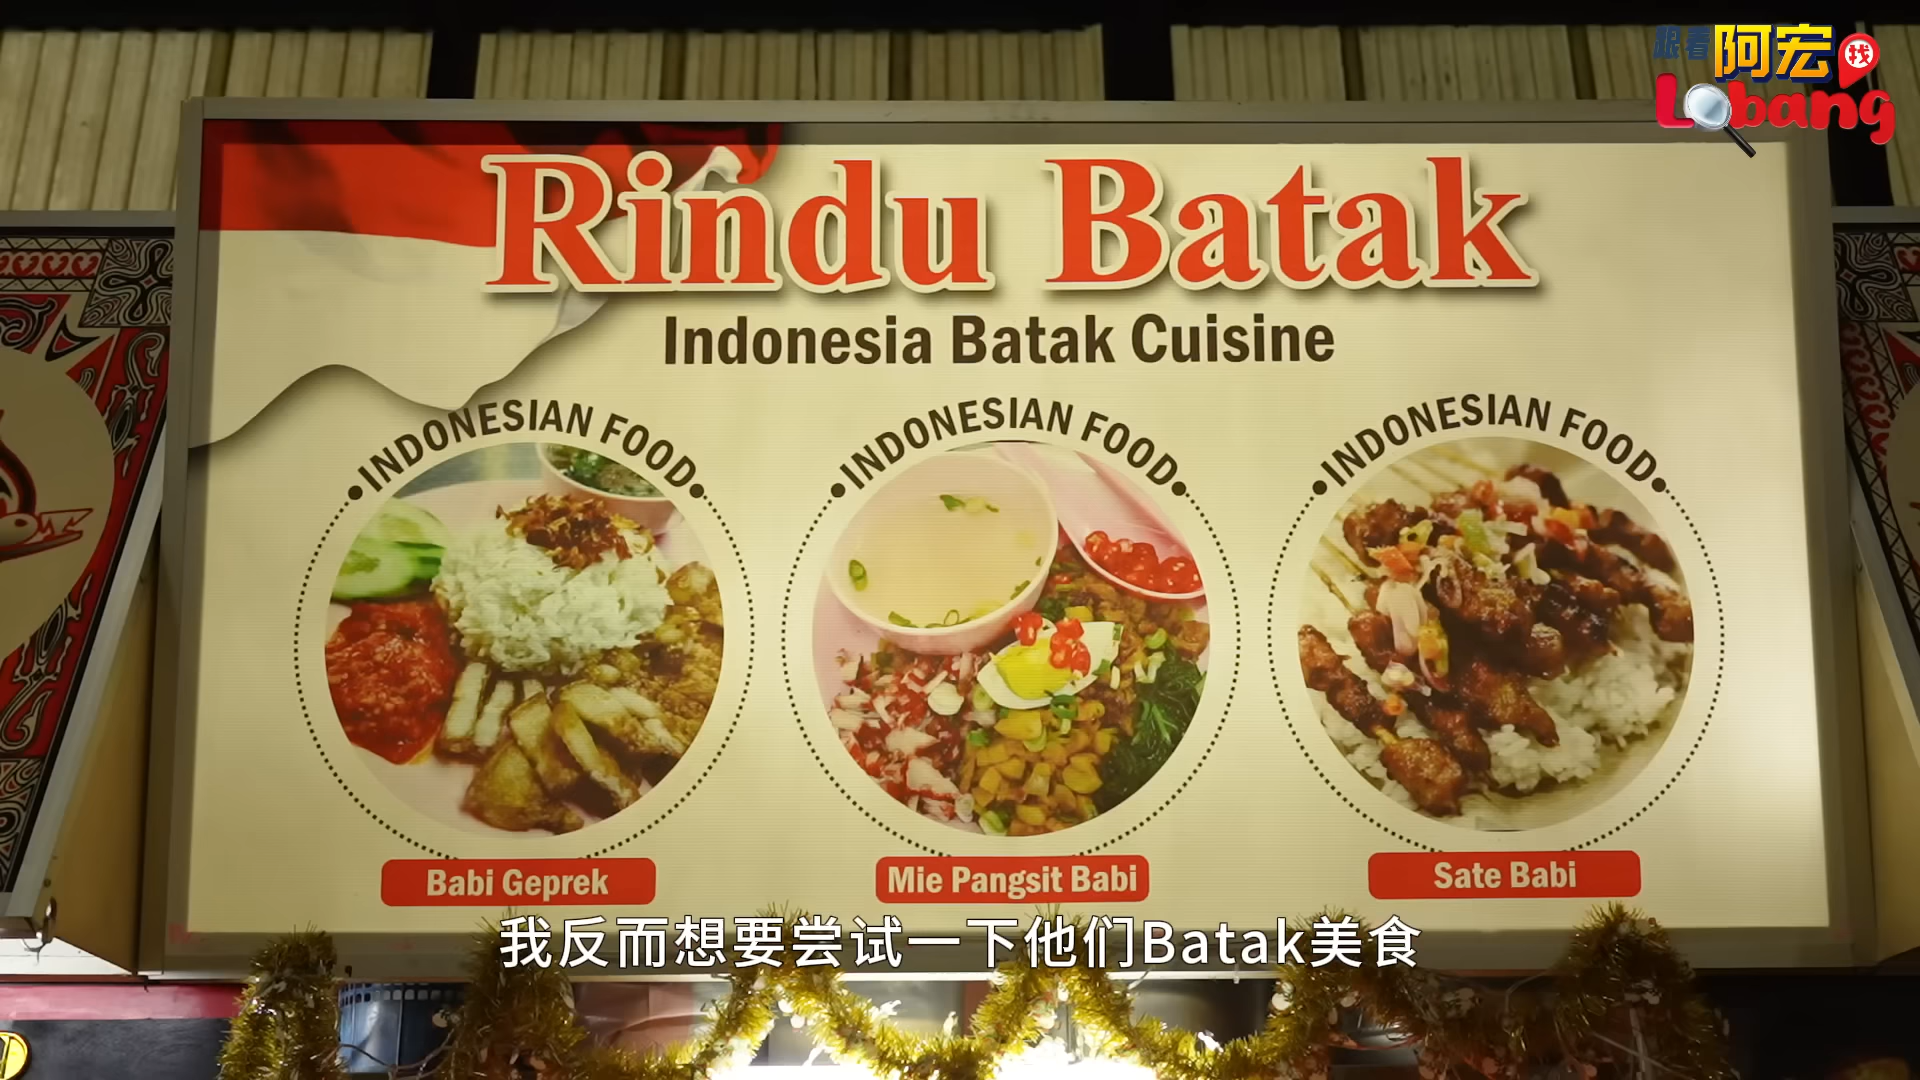 跟着阿宏找
Lobang
Rindu Batak
Indonesia Batak Cuisine
INDONESIAN FOOD
INDONESIAN FOOD
INDONESIAN FOOD
Babi Geprek
Mie Pangsit Babi
Sate Babi
我反而想要尝试一下他们Batak美食